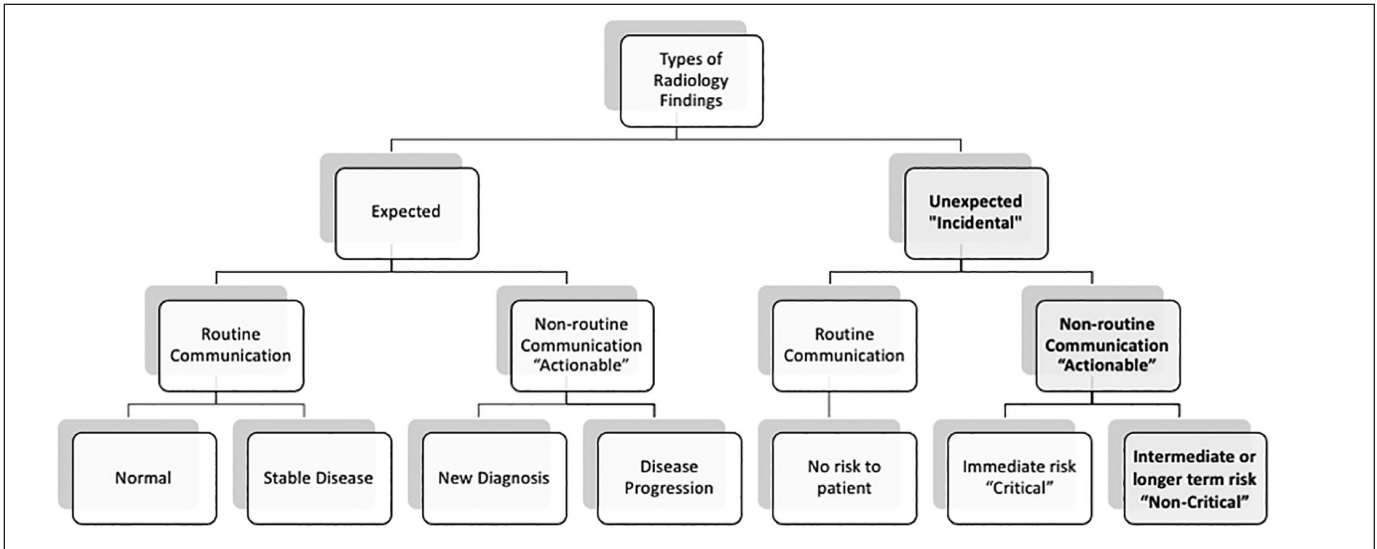 Types of
Radiology
Findings
Expected
Unexpected
"Incidental"
Routine
Communication
Non-routine
Communication
“Actionable”
Routine
Communication
Non-routine
Communication
“Actionable”
Normal
Stable Disease
New Diagnosis
Disease
Progression
No risk to
patient
Immediate risk
“Critical”
Intermediate or
longer term risk
“Non-Critical”